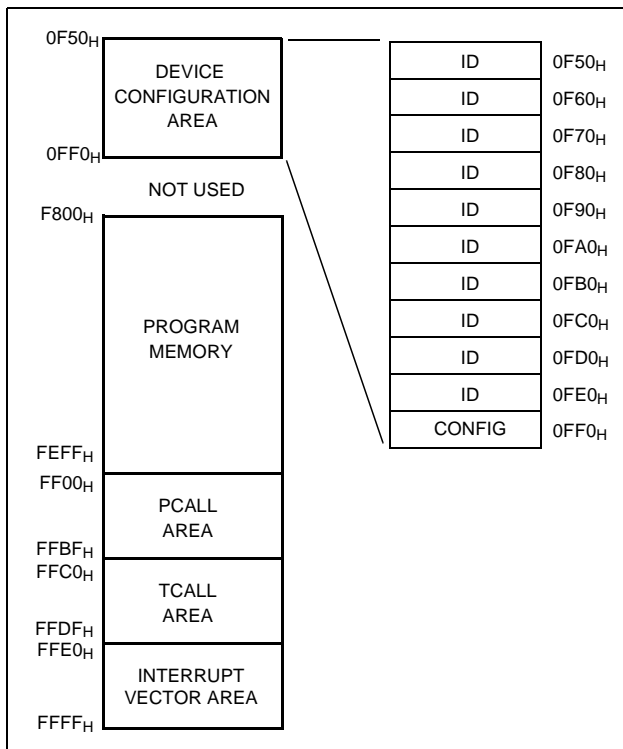 0F50H
DEVICE
CONFIGURATION
AREA
0FF0H
NOT USED
F800H
PROGRAM
MEMORY
FEFFH
FF00H
PCALL
AREA
FFBFH
FFC0H
TCALL
AREA
FFDFH
FFE0H
INTERRUPT
VECTOR AREA
FFFFH
ID 0F50H
ID 0F60H
ID 0F70H
ID 0F80H
ID 0F90H
ID 0FA0H
ID 0FB0H
ID 0FC0H
ID 0FD0H
ID 0FE0H
CONFIG 0FF0H